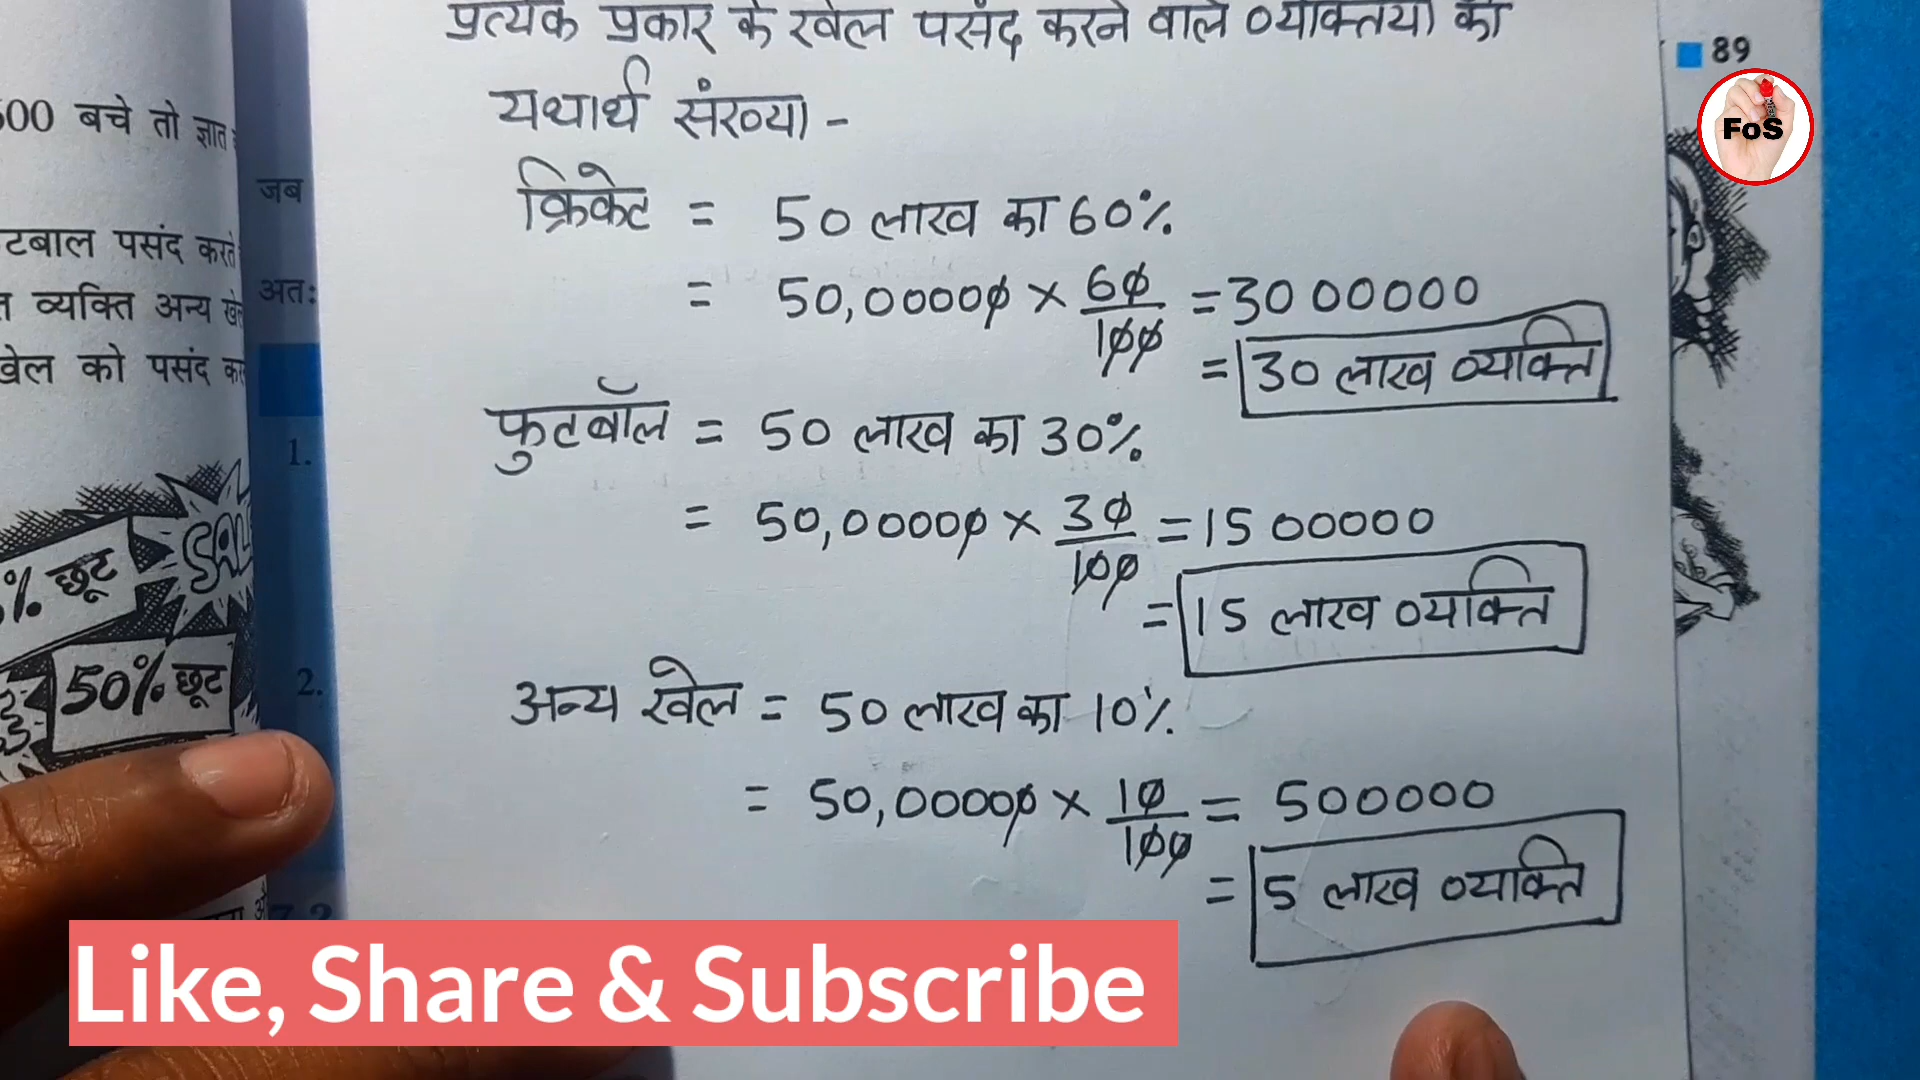 प्रत्येक प्रकार के खेल पसंद करने वाले व्यक्तियों की
यथार्थ संख्या -
क्रिकेट = 50 लाख का 60%
= 50,00000 × 60/100 = 3000000
= 30 लाख व्यक्ति
फुटबॉल = 50 लाख का 30%
= 50,00000 × 30/100 = 1500000
= 15 लाख व्यक्ति
अन्य खेल = 50 लाख का 10%
= 50,00000 × 10/100 = 500000
= 5 लाख व्यक्ति
500 बचे तो ज्ञात
टबाल पसंद करते
व्यक्ति अन्य
को पसंद
% छूट
50% छूट
जब
अतः
1.
2.
89
FoS
Like, Share & Subscribe